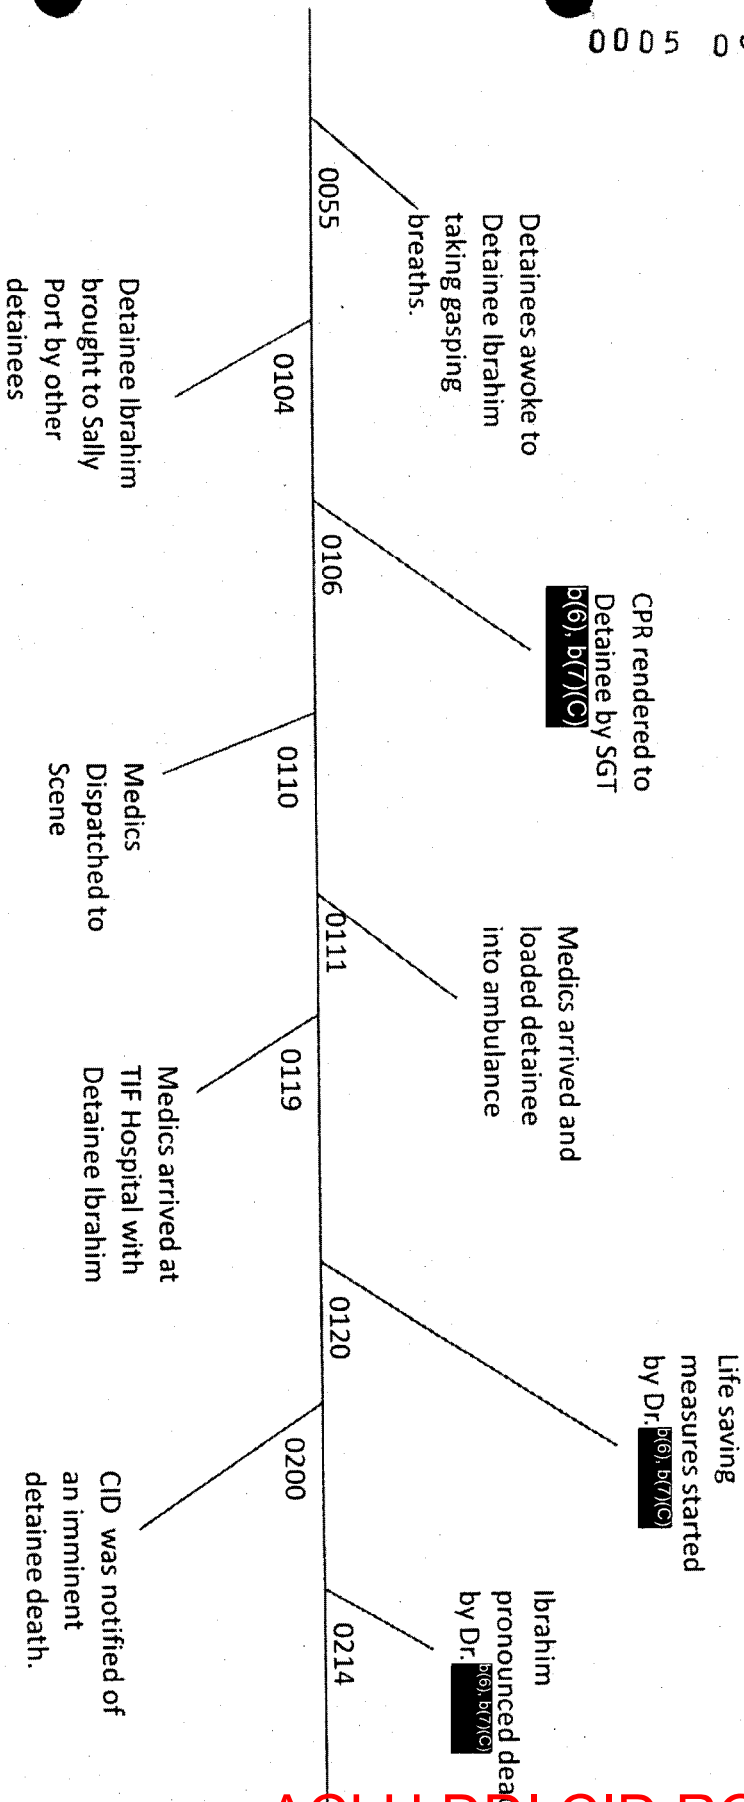 0005
0055
Detainees awoke to
Detainee Ibrahim
taking gasping
breaths.
0104
Detainee Ibrahim
brought to Sally
Port by other
detainees
0106
CPR rendered to
Detainee by SGT
b(6), b(7)(C)
0110
Medics
Dispatched to
Scene
0111
Medics arrived and
loaded detainee
into ambulance
0119
Medics arrived at
TIF Hospital with
Detainee Ibrahim
0120
Life saving
measures started
by Dr. b(6), b(7)(C)
0200
CID was notified of
an imminent
detainee death.
0214
Ibrahim
pronounced dead
by Dr. b(6), b(7)(C)